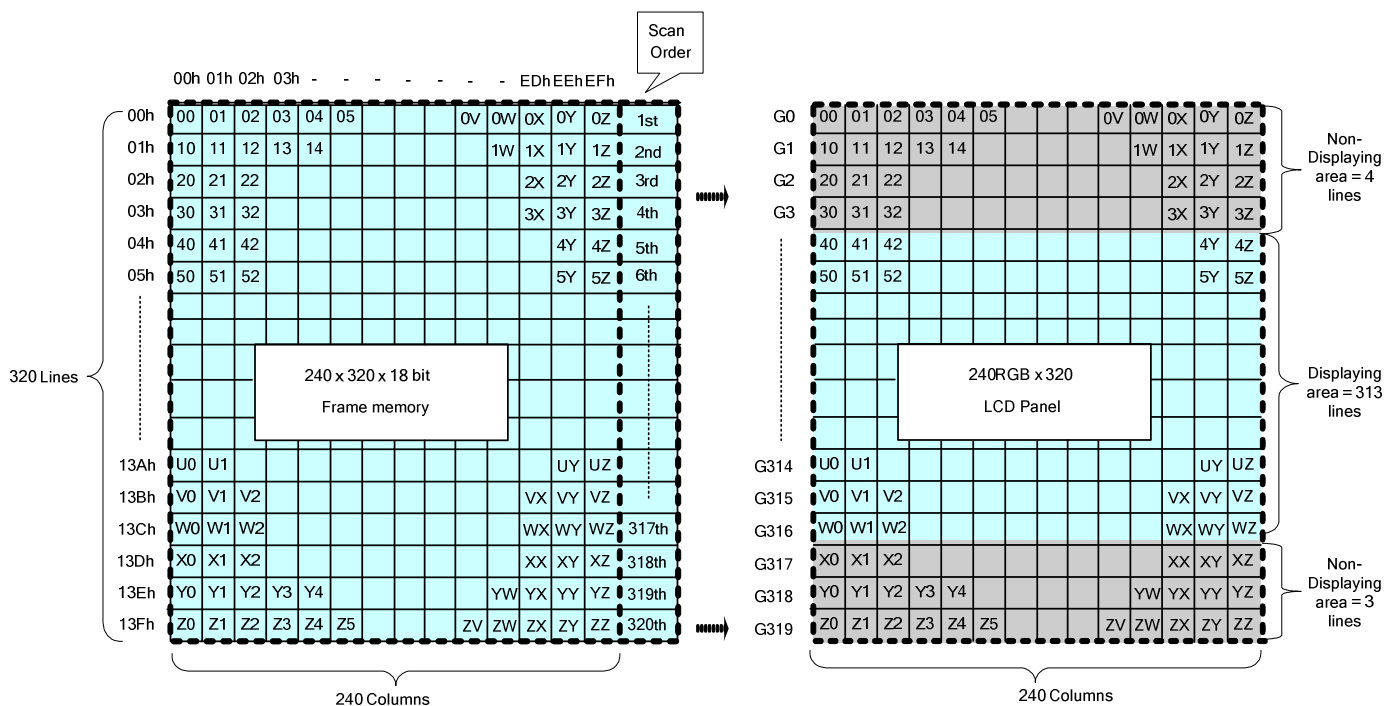 Scan
Order
00h 01h 02h 03h - - - - - - - EDh EEh EFh
00h 00 01 02 03 04 05 0V 0W 0X 0Y 0Z 1st
01h 10 11 12 13 14 1W 1X 1Y 1Z 2nd
02h 20 21 22 2X 2Y 2Z 3rd
03h 30 31 32 3X 3Y 3Z 4th
04h 40 41 42 4Y 4Z 5th
05h 50 51 52 5Y 5Z 6th
320 Lines
240 x 320 x 18 bit
Frame memory
13Ah U0 U1 UY UZ
13Bh V0 V1 V2 VX VY VZ
13Ch W0 W1 W2 WX WY WZ 317th
13Dh X0 X1 X2 XX XY XZ 318th
13Eh Y0 Y1 Y2 Y3 Y4 YW YX YY YZ 319th
13Fh Z0 Z1 Z2 Z3 Z4 Z5 ZV ZW ZX ZY ZZ 320th
240 Columns
G0 00 01 02 03 04 05 0V 0W 0X 0Y 0Z
G1 10 11 12 13 14 1W 1X 1Y 1Z
G2 20 21 22 2X 2Y 2Z
G3 30 31 32 3X 3Y 3Z
40 41 42 4Y 4Z
50 51 52 5Y 5Z
240RGB x 320
LCD Panel
G314 U0 U1 UY UZ
G315 V0 V1 V2 VX VY VZ
G316 W0 W1 W2 WX WY WZ
G317 X0 X1 X2 XX XY XZ
G318 Y0 Y1 Y2 Y3 Y4 YW YX YY YZ
G319 Z0 Z1 Z2 Z3 Z4 Z5 ZV ZW ZX ZY ZZ
240 Columns
Non-
Displaying
area = 4
lines
Displaying
area = 313
lines
Non-
Displaying
area = 3
lines